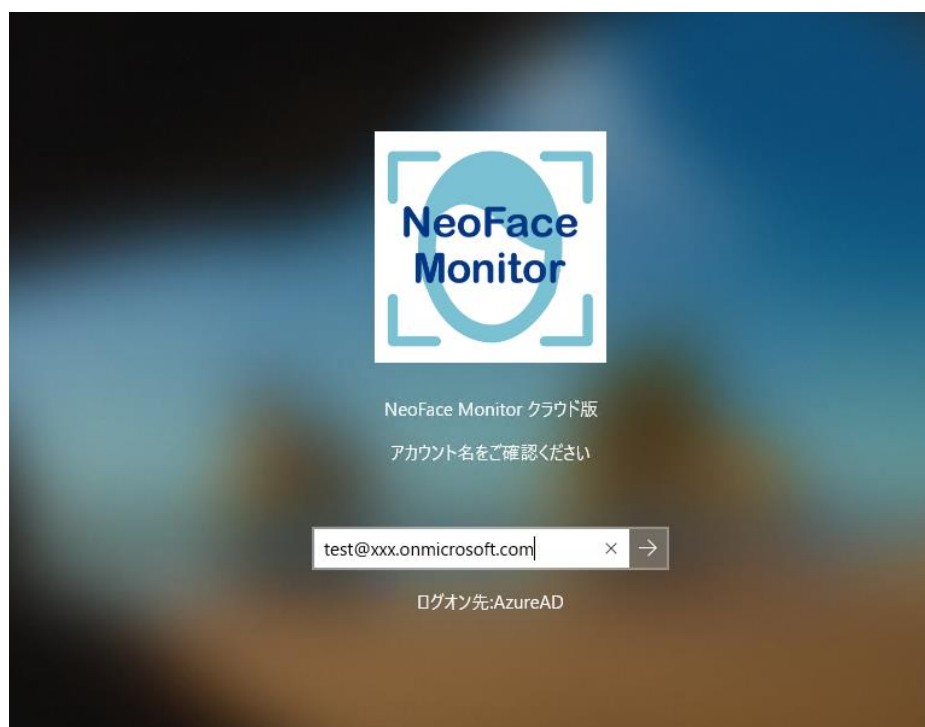 NeoFace
Monitor
NeoFace Monitor クラウド版
アカウント名をご確認ください
test@xxx.onmicrosoft.com
ログオン先:AzureAD